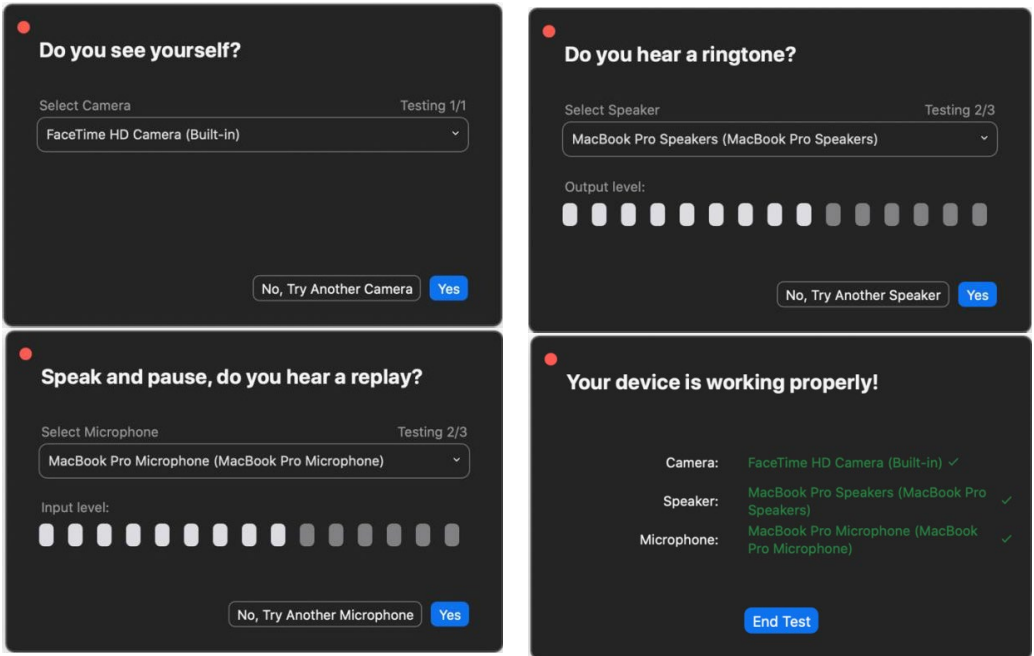 Do you see yourself?
Select Camera Testing 1/1
FaceTime HD Camera (Built-in)
No, Try Another Camera Yes
Do you hear a ringtone?
Select Speaker Testing 2/3
MacBook Pro Speakers (MacBook Pro Speakers)
Output level:
No, Try Another Speaker Yes
Speak and pause, do you hear a replay?
Select Microphone Testing 2/3
MacBook Pro Microphone (MacBook Pro Microphone)
Input level:
No, Try Another Microphone Yes
Your device is working properly!
Camera: FaceTime HD Camera (Built-in) ✓
Speaker: MacBook Pro Speakers (MacBook Pro
Speakers) ✓
Microphone: MacBook Pro Microphone (MacBook
Pro Microphone) ✓
End Test